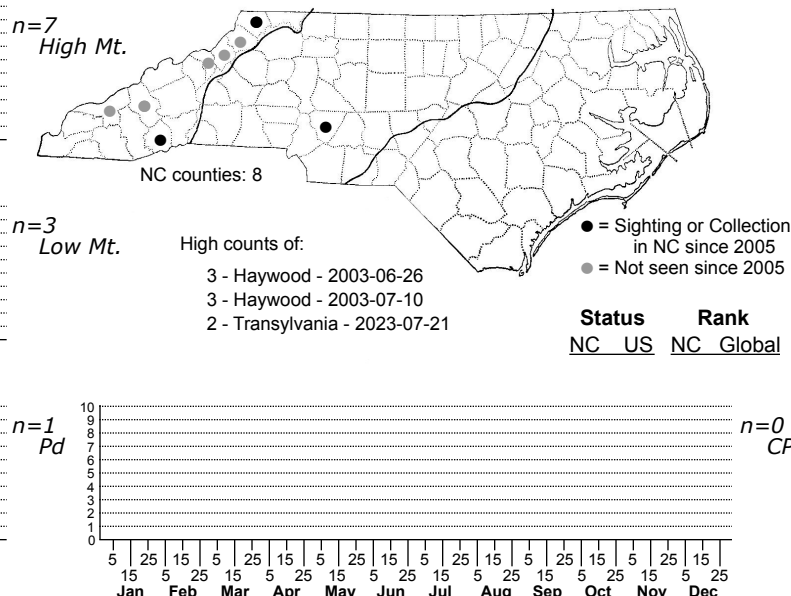 n=7
High Mt.
NC counties: 8
n=3
Low Mt.
High counts of:
3 - Haywood - 2003-06-26
3 - Haywood - 2003-07-10
2 - Transylvania - 2023-07-21
● = Sighting or Collection
in NC since 2005
● = Not seen since 2005
Status Rank
NC US NC Global
n=1
Pd
n=0
CP
10
9
8
7
6
5
4
3
2
1
0
5 25 15 5 25 15 5 25 15 5 25 15 5 25 15 5 25 15
15 5 25 15 5 25 15 5 25 15 5 25 15 5 25 15 5 25
Jan Feb Mar Apr May Jun Jul Aug Sep Oct Nov Dec